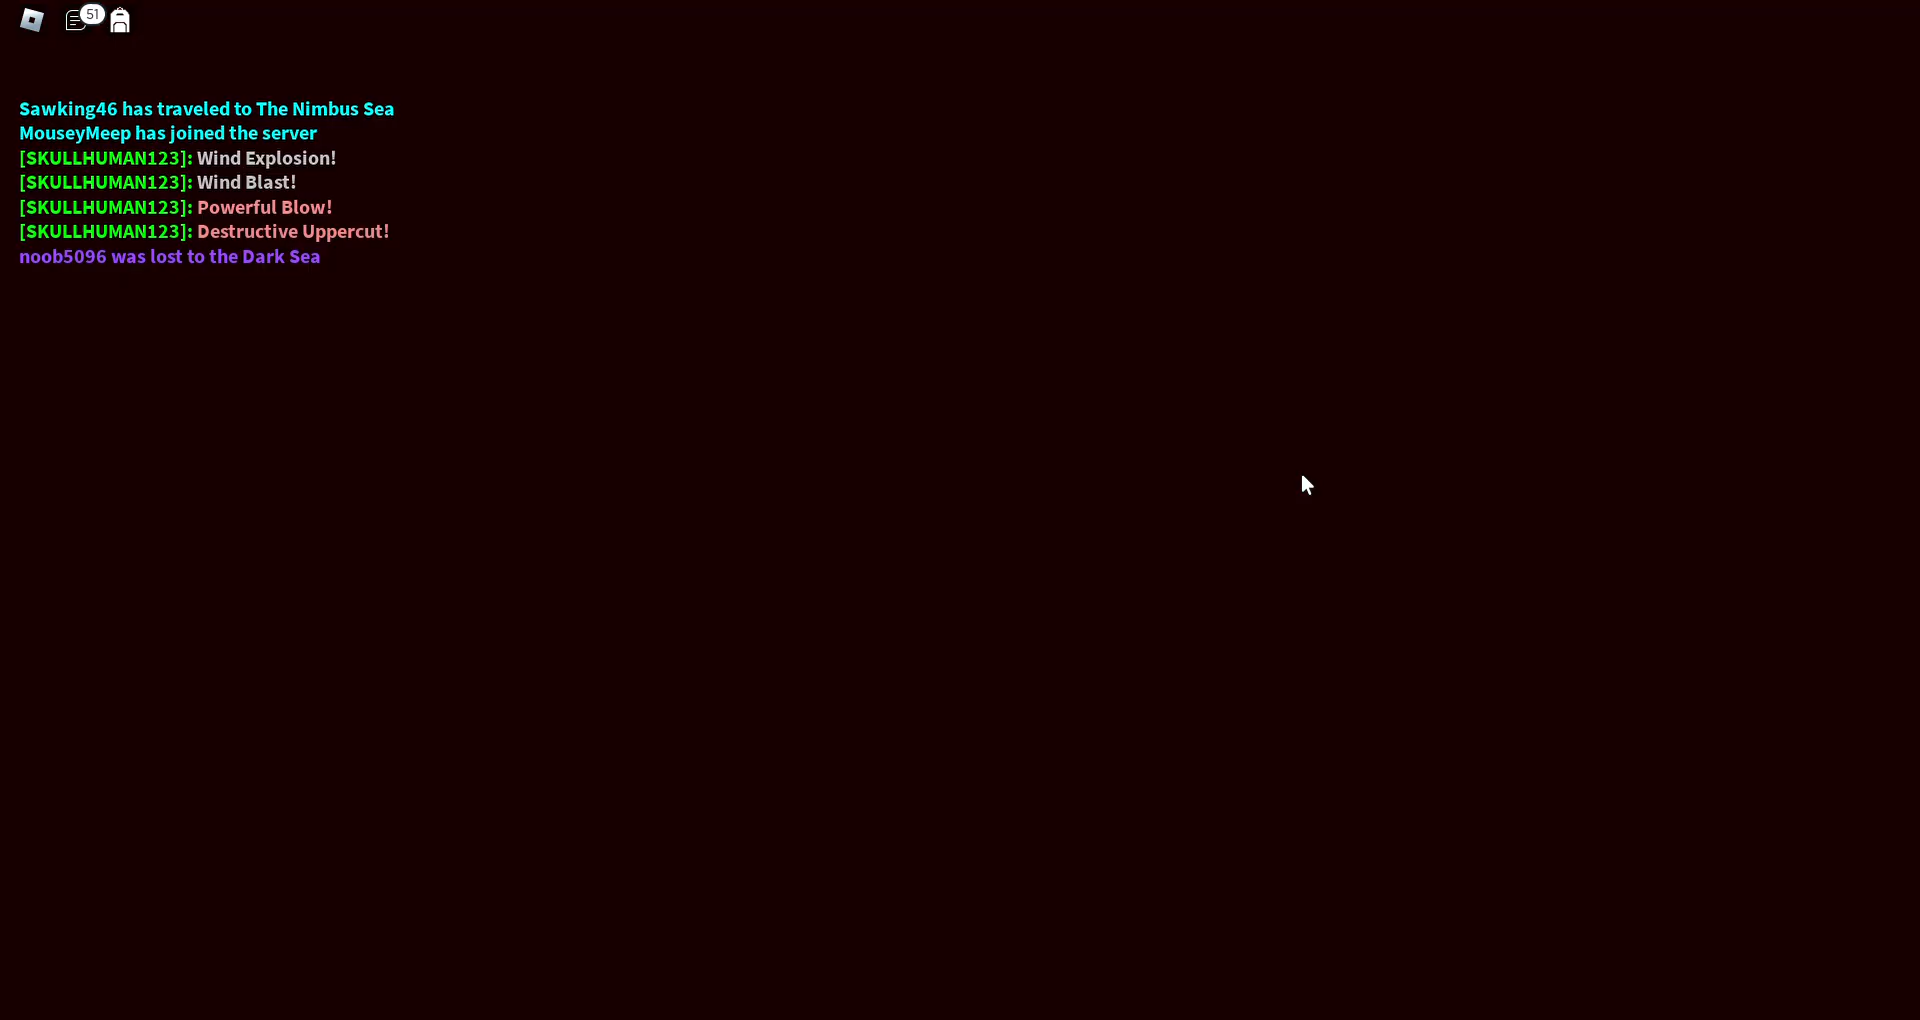 51
Sawking46 has traveled to The Nimbus Sea
MouseyMeep has joined the server
[SKULLHUMAN123]: Wind Explosion!
[SKULLHUMAN123]: Wind Blast!
[SKULLHUMAN123]: Powerful Blow!
[SKULLHUMAN123]: Destructive Uppercut!
noob5096 was lost to the Dark Sea